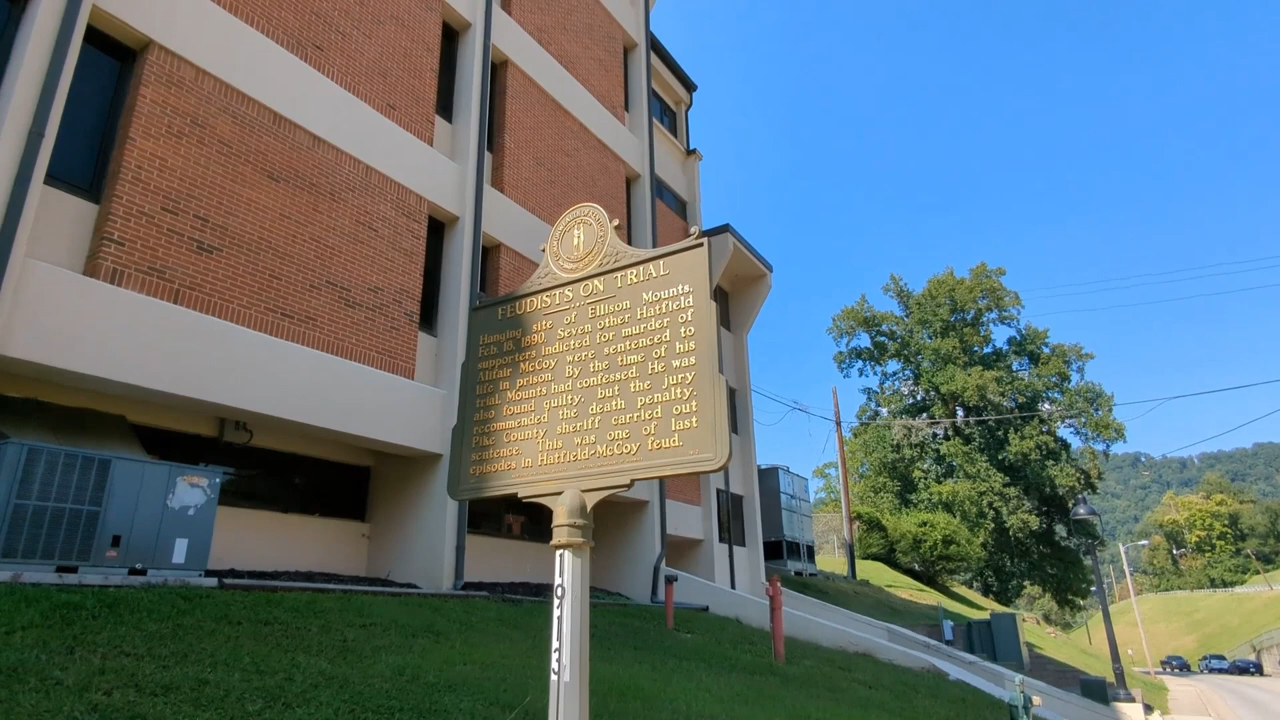 COMMONWEALTH OF KENTUCKY
FEUDISTS ON TRIAL
Hanging site of Ellison Mounts,
Feb. 18, 1890. Seven other Hatfield
supporters indicted for murder of
Alifair McCoy were sentenced to
life in prison. By the time of his
trial, Mounts had confessed. He was
also found guilty, but the jury
recommended the death penalty.
Pike County sheriff carried out
sentence. This was one of last
episodes in Hatfield-McCoy feud.
1913